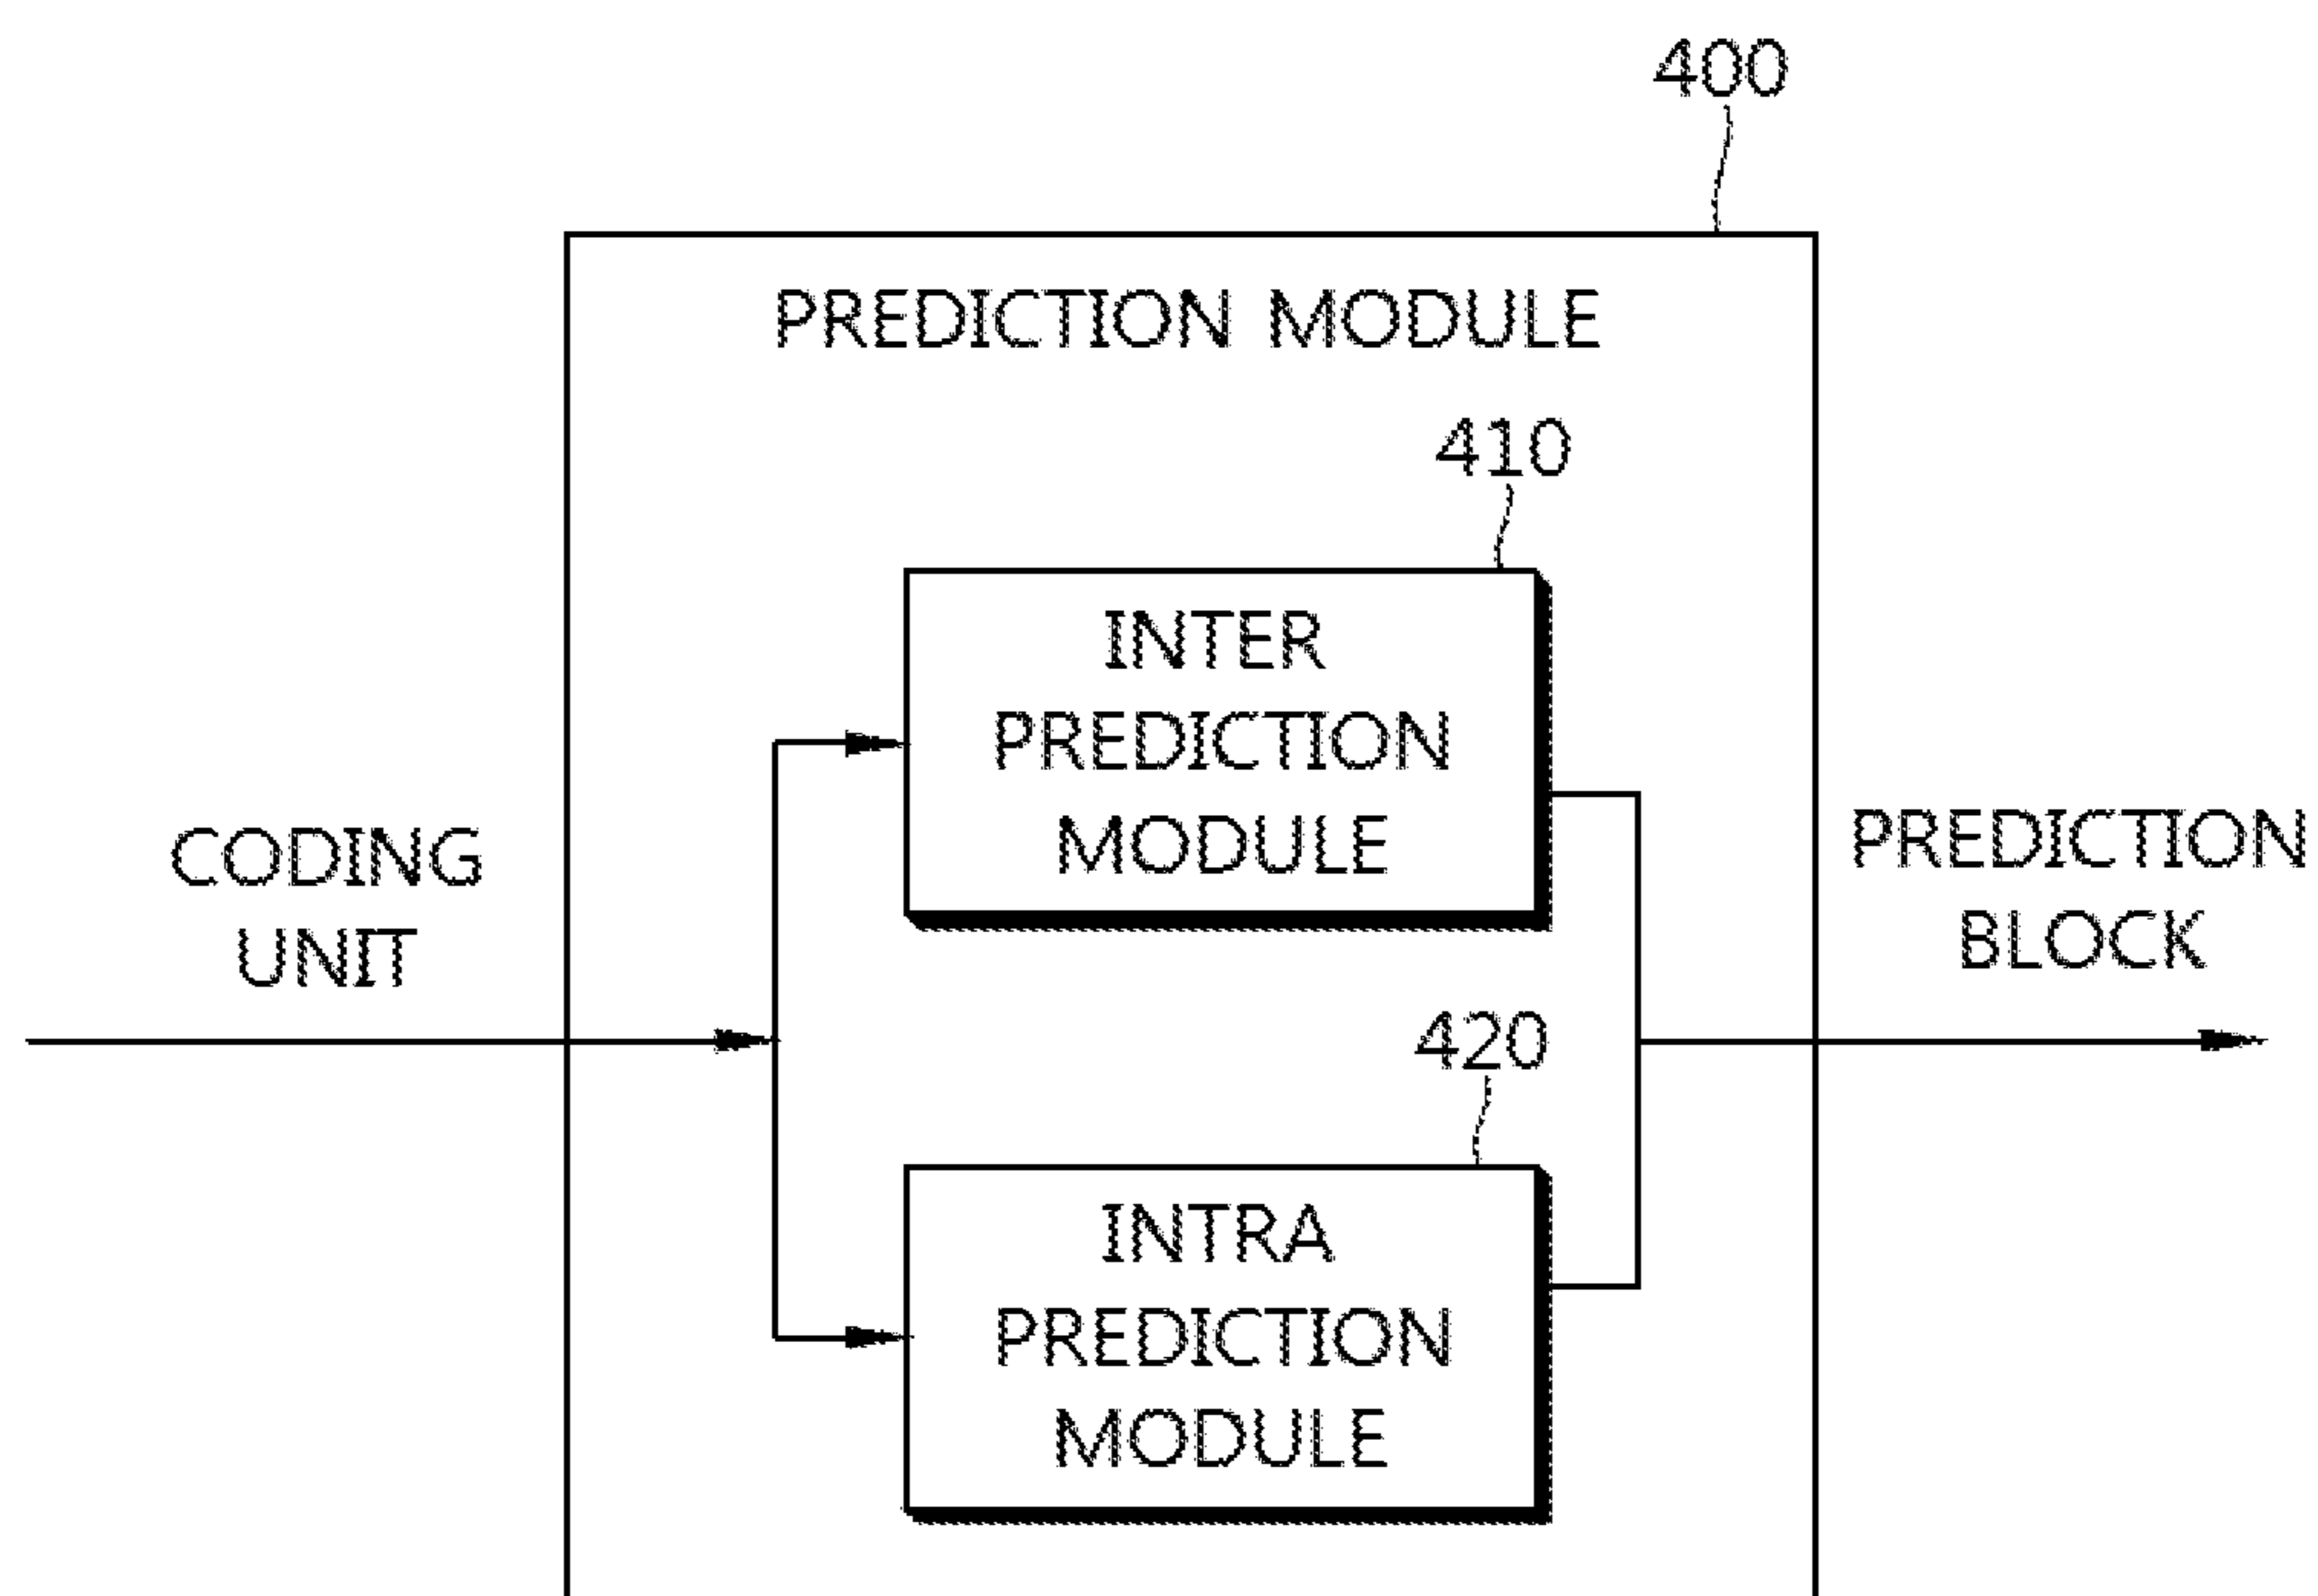 400
PREDICTION MODULE
410
INTER
PREDICTION
MODULE
CODING
UNIT
PREDICTION
BLOCK
420
INTRA
PREDICTION
MODULE